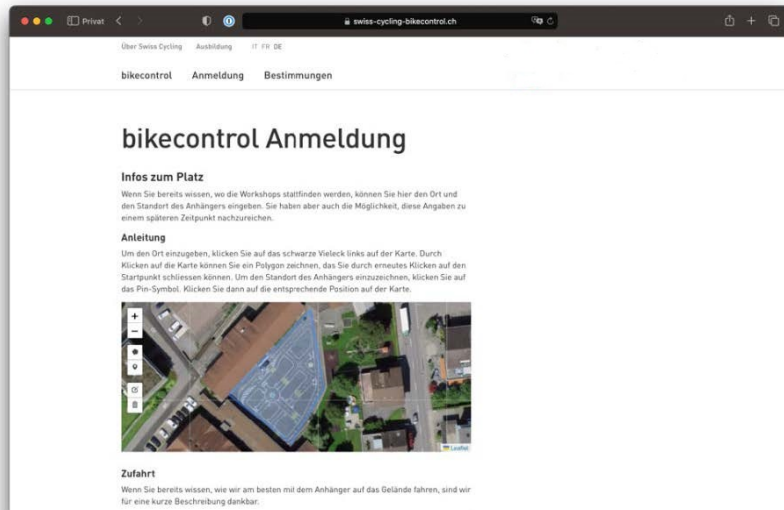 Privat
swiss-cycling-bikecontrol.ch
Über Swiss Cycling Ausbildung IT FR DE
bikecontrol Anmeldung Bestimmungen
bikecontrol Anmeldung
Infos zum Platz
Wenn Sie bereits wissen, wo die Workshops stattfinden werden, können Sie hier den Ort und
den Standort des Anhängers eingeben. Sie haben aber auch die Möglichkeit, diese Angaben zu
einem späteren Zeitpunkt nachzureichen.
Anleitung
Um den Ort einzugeben, klicken Sie auf das schwarze Vieleck links auf der Karte. Durch
Klicken auf die Karte können Sie ein Polygon zeichnen, das Sie durch erneutes Klicken auf den
Startpunkt schliessen können. Um den Standort des Anhängers einzuzeichnen, klicken Sie auf
das Pin-Symbol. Klicken Sie dann auf die entsprechende Position auf der Karte.
+
−
Leaflet
Zufahrt
Wenn Sie bereits wissen, wie wir am besten mit dem Anhänger auf das Gelände fahren, sind wir
für eine kurze Beschreibung dankbar.